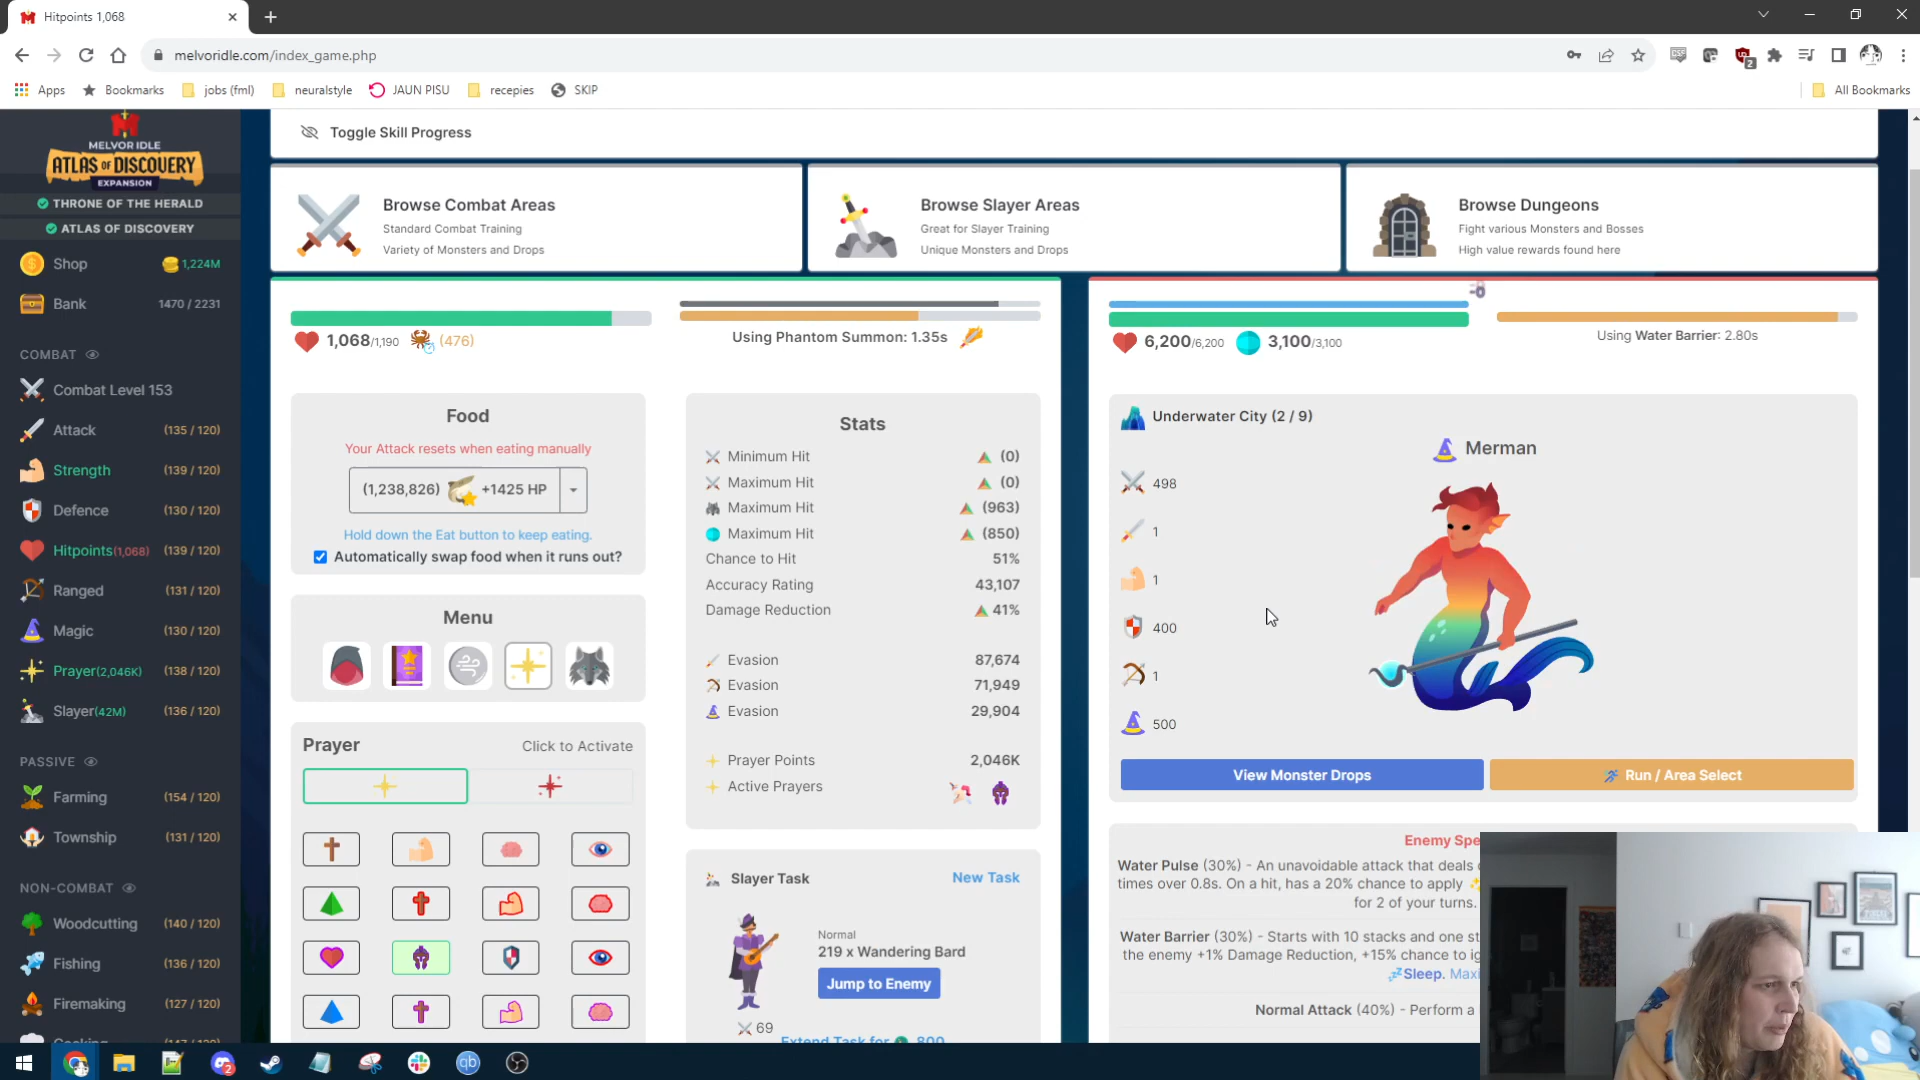 Hitpoints 1,068
melvoridle.com/index_game.php
2
Apps
Bookmarks
jobs (fml)
neuralstyle
JAUN PISU
recepies
SKIP
All Bookmarks
MELVOR IDLE
ATLAS OF DISCOVERY
EXPANSION
THRONE OF THE HERALD
ATLAS OF DISCOVERY
Shop 1,224M
Bank 1470 / 2231
COMBAT
Combat Level 153
Attack (135 / 120)
Strength (139 / 120)
Defence (130 / 120)
Hitpoints(1,068) (139 / 120)
Ranged (131 / 120)
Magic (130 / 120)
Prayer(2,046K) (138 / 120)
Slayer(42M) (136 / 120)
PASSIVE
Farming (154 / 120)
Township (131 / 120)
NON-COMBAT
Woodcutting (140 / 120)
Fishing (136 / 120)
Firemaking (127 / 120)
Toggle Skill Progress
Browse Combat Areas
Standard Combat Training
Variety of Monsters and Drops
Browse Slayer Areas
Great for Slayer Training
Unique Monsters and Drops
Browse Dungeons
Fight various Monsters and Bosses
High value rewards found here
1,068/1,190 (476)
Using Phantom Summon: 1.35s
Food
Your Attack resets when eating manually
(1,238,826) +1425 HP
Hold down the Eat button to keep eating.
Automatically swap food when it runs out?
Menu
Prayer Click to Activate
Stats
Minimum Hit (0)
Maximum Hit (0)
Maximum Hit (963)
Maximum Hit (850)
Chance to Hit 51%
Accuracy Rating 43,107
Damage Reduction 41%
Evasion 87,674
Evasion 71,949
Evasion 29,904
Prayer Points 2,046K
Active Prayers
Slayer Task New Task
Normal
219 x Wandering Bard
Jump to Enemy
69
Extend Task for 800
6,200/6,200 3,100/3,100
Using Water Barrier: 2.80s
Underwater City (2 / 9)
Merman
498
1
1
400
1
500
View Monster Drops
Run / Area Select
Enemy Spe
Water Pulse (30%) - An unavoidable attack that deals
times over 0.8s. On a hit, has a 20% chance to apply
for 2 of your turns.
Water Barrier (30%) - Starts with 10 stacks and one st
the enemy +1% Damage Reduction, +15% chance to ig
Sleep. Maxi
Normal Attack (40%) - Perform a
2